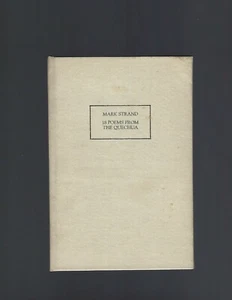 MARK STRAND
18 POEMS FROM
THE QUECHUA